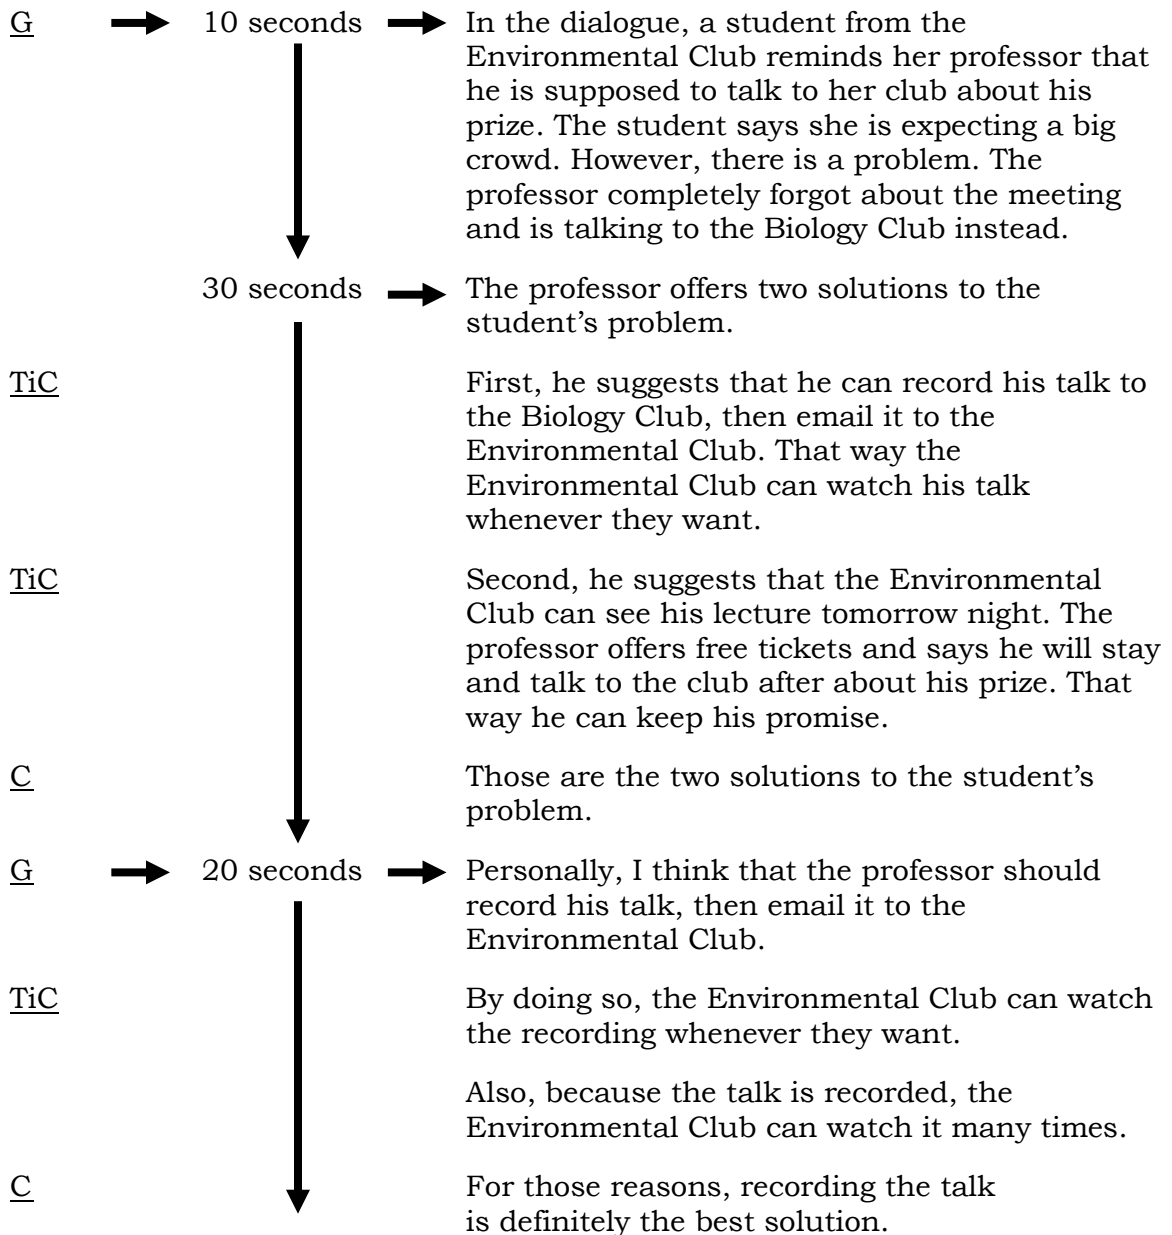 G 10 seconds In the dialogue, a student from the
Environmental Club reminds her professor that
he is supposed to talk to her club about his
prize. The student says she is expecting a big
crowd. However, there is a problem. The
professor completely forgot about the meeting
and is talking to the Biology Club instead.
30 seconds The professor offers two solutions to the
student’s problem.
TiC First, he suggests that he can record his talk to
the Biology Club, then email it to the
Environmental Club. That way the
Environmental Club can watch his talk
whenever they want.
TiC Second, he suggests that the Environmental
Club can see his lecture tomorrow night. The
professor offers free tickets and says he will stay
and talk to the club after about his prize. That
way he can keep his promise.
C Those are the two solutions to the student’s
problem.
G 20 seconds Personally, I think that the professor should
record his talk, then email it to the
Environmental Club.
TiC By doing so, the Environmental Club can watch
the recording whenever they want.
Also, because the talk is recorded, the
Environmental Club can watch it many times.
C For those reasons, recording the talk
is definitely the best solution.